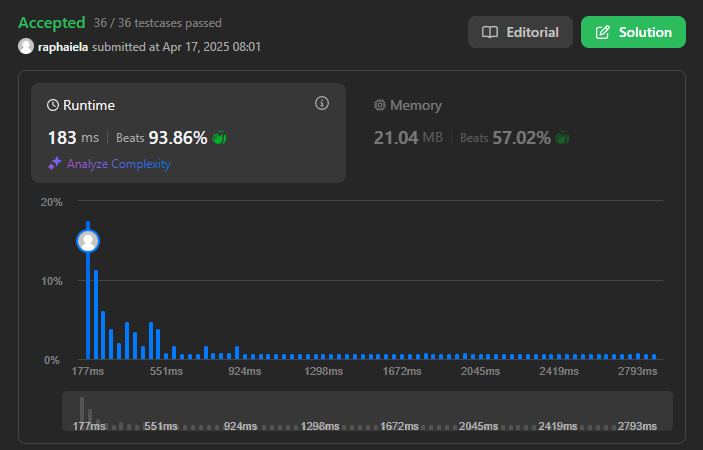 Accepted 36 / 36 testcases passed
raphaiela submitted at Apr 17, 2025 08:01
Editorial
Solution
Runtime
183 ms Beats 93.86%
Analyze Complexity
Memory
21.04 MB Beats 57.02%
20%
10%
0%
177ms 551ms 924ms 1298ms 1672ms 2045ms 2419ms 2793ms
177ms 551ms 924ms 1298ms 1672ms 2045ms 2419ms 2793ms